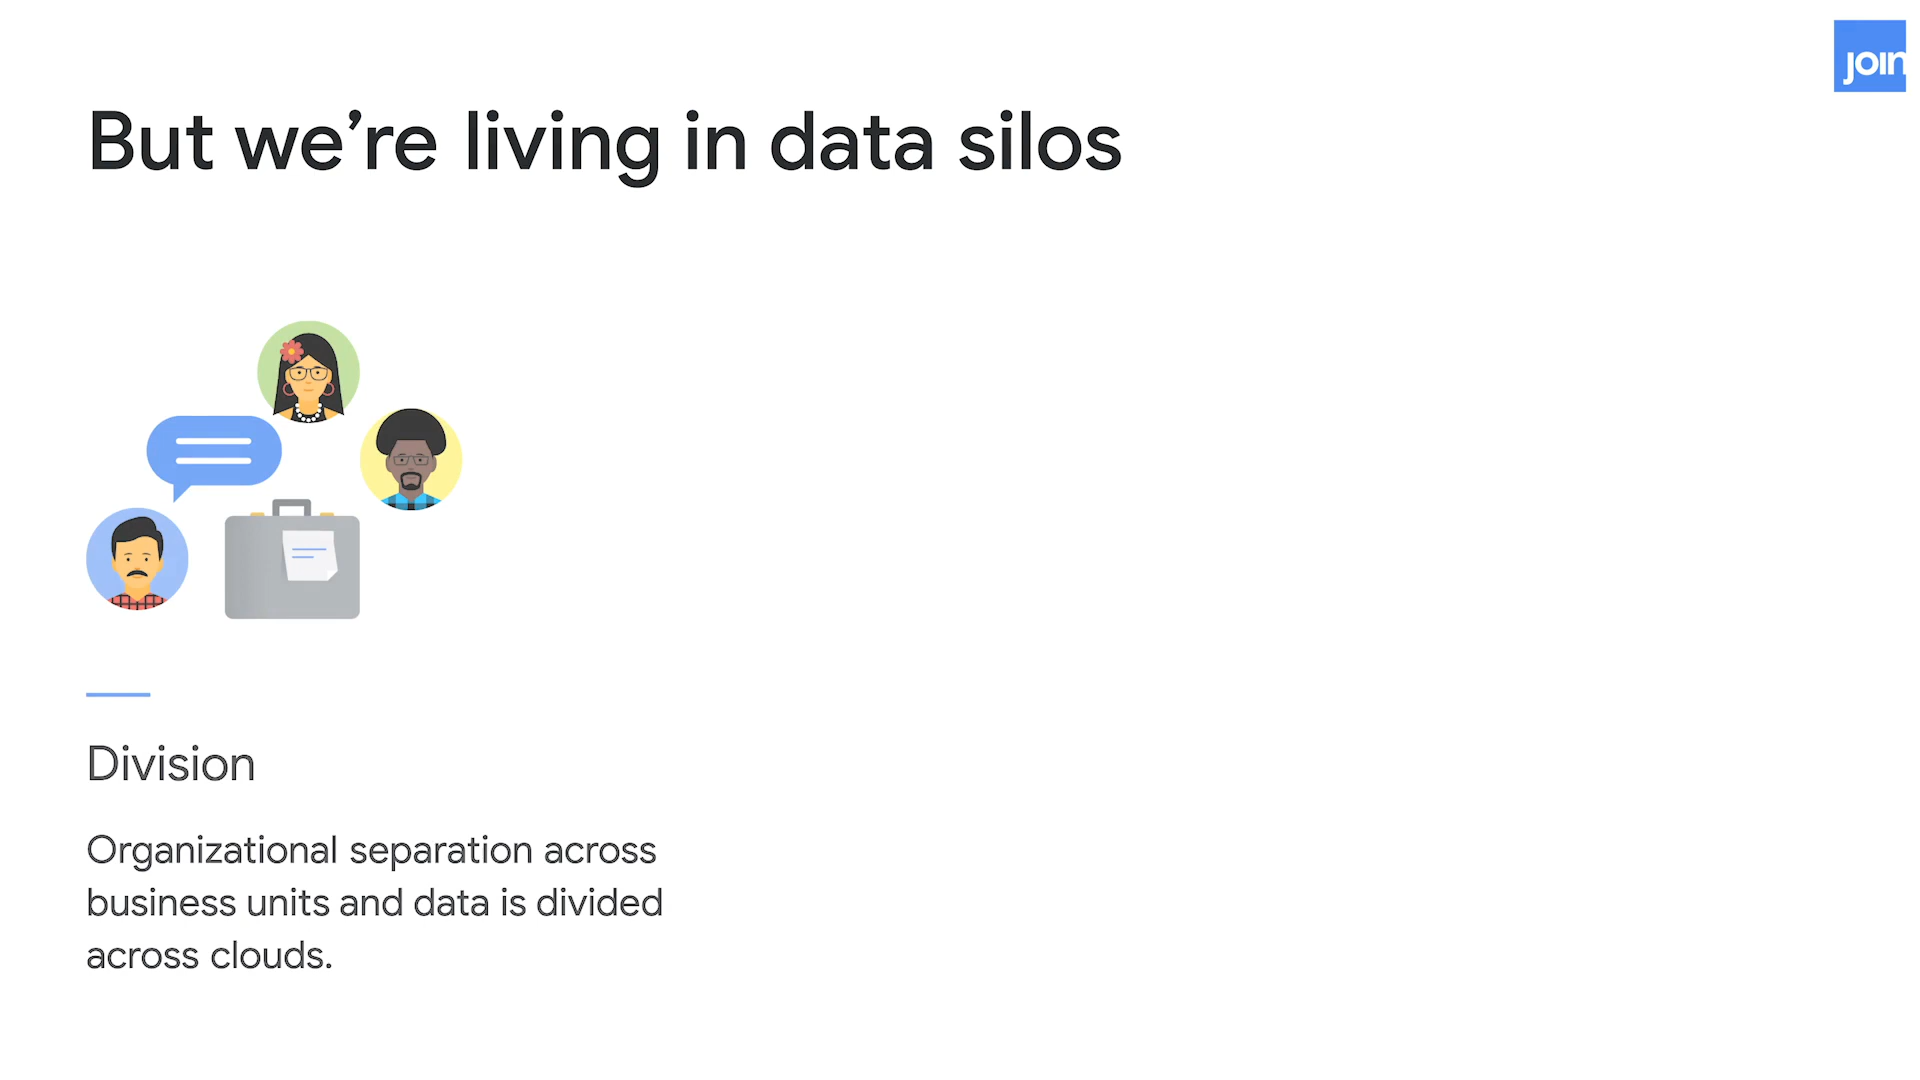 join
But we’re living in data silos
Division
Organizational separation across
business units and data is divided
across clouds.